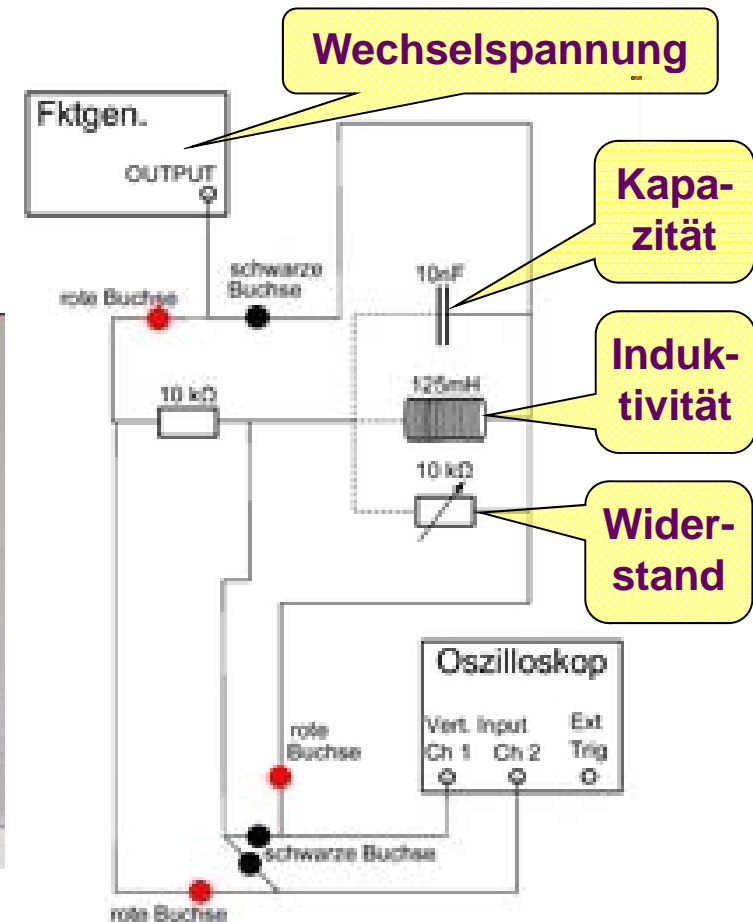 Wechselspannung
Fktgen.
OUTPUT
Kapa-
zität
schwarze
Buchse
rote Buchse
10nF
Induk-
tivität
125mH
10 kΩ
10 kΩ
Wider-
stand
Oszilloskop
Vert. Input
Ext
Ch 1
Ch 2
Trig
rote
Buchse
schwarze Buchse
rote Buchse